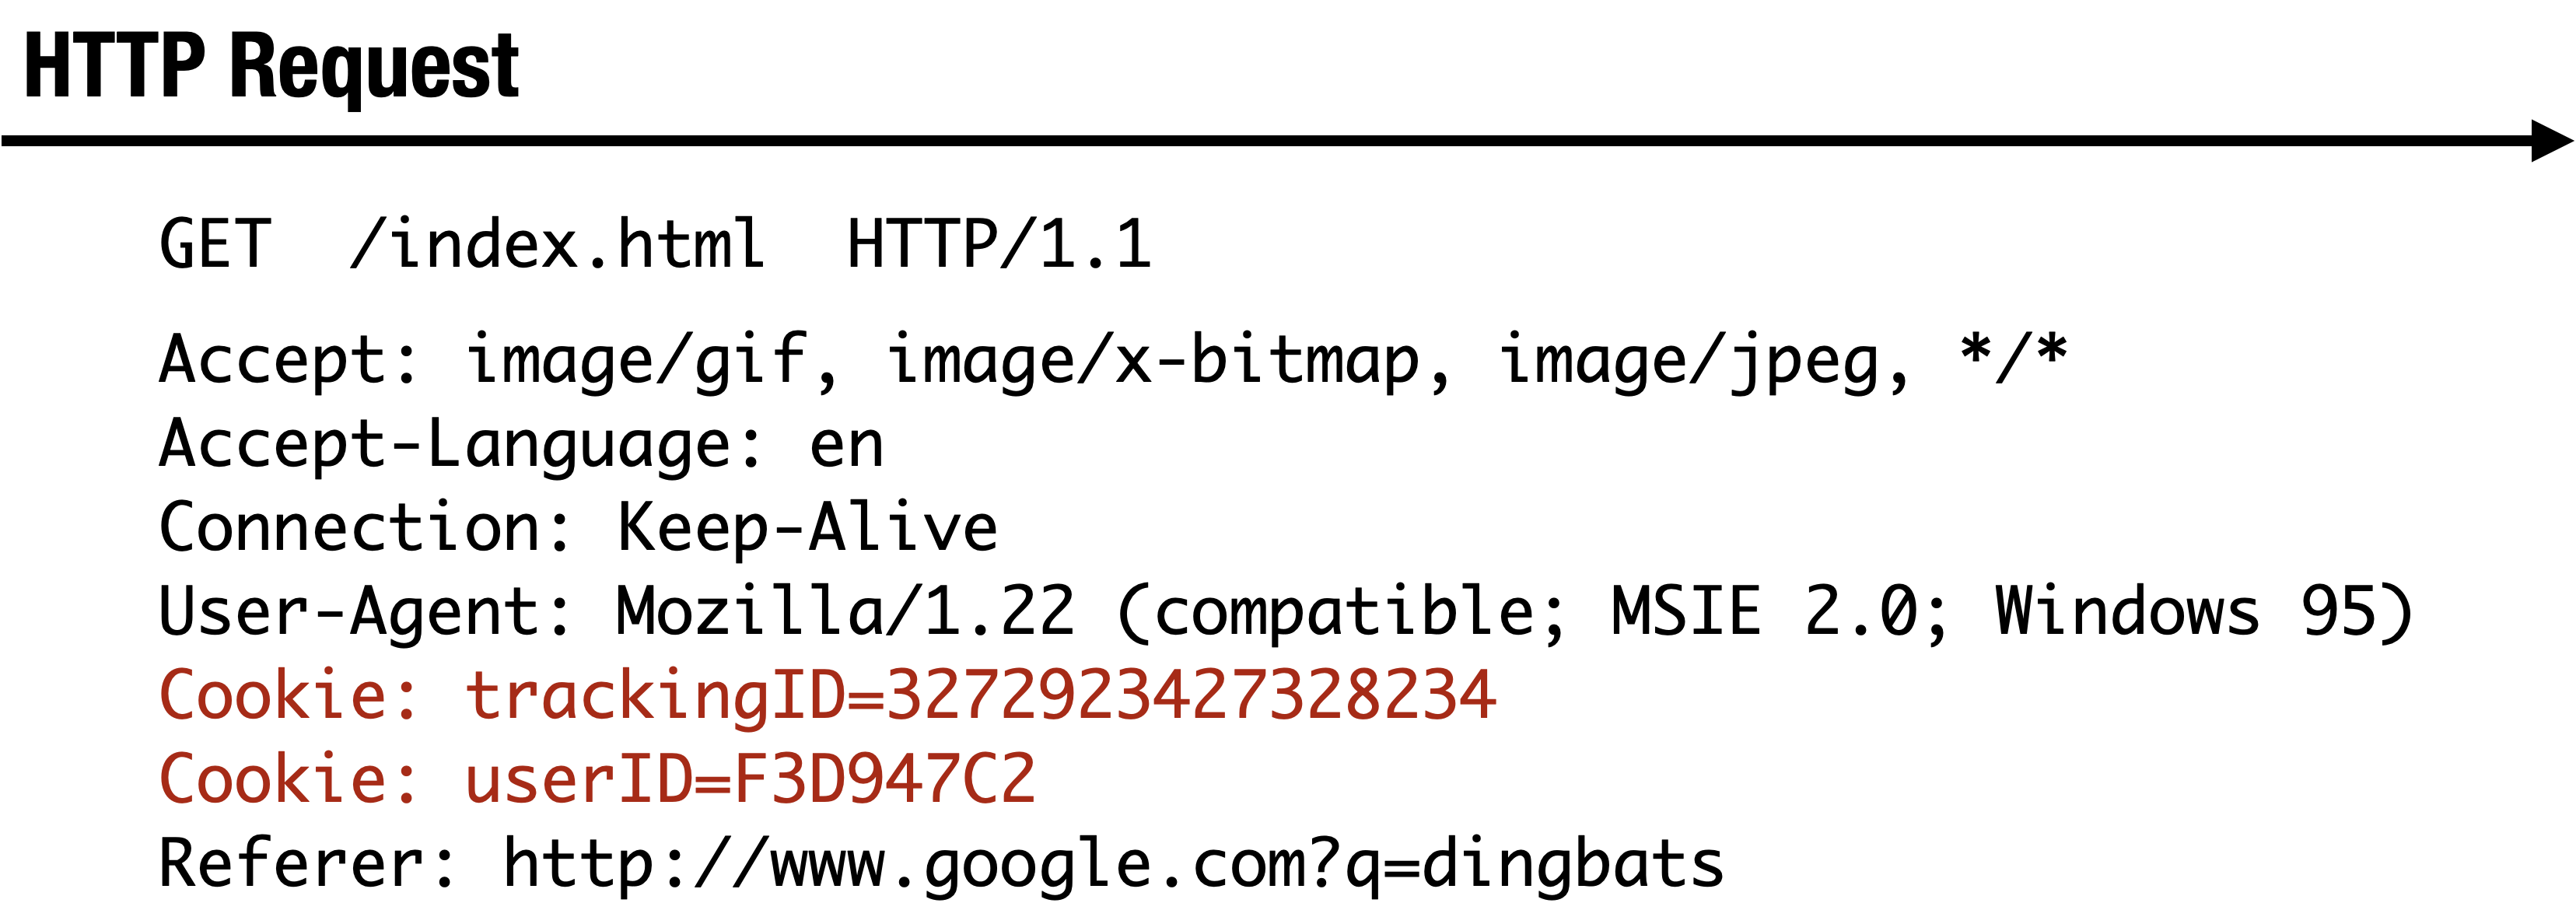 HTTP Request
GET /index.html HTTP/1.1
Accept: image/gif, image/x-bitmap, image/jpeg, */*
Accept-Language: en
Connection: Keep-Alive
User-Agent: Mozilla/1.22 (compatible; MSIE 2.0; Windows 95)
Cookie: trackingID=3272923427328234
Cookie: userID=F3D947C2
Referer: http://www.google.com?q=dingbats